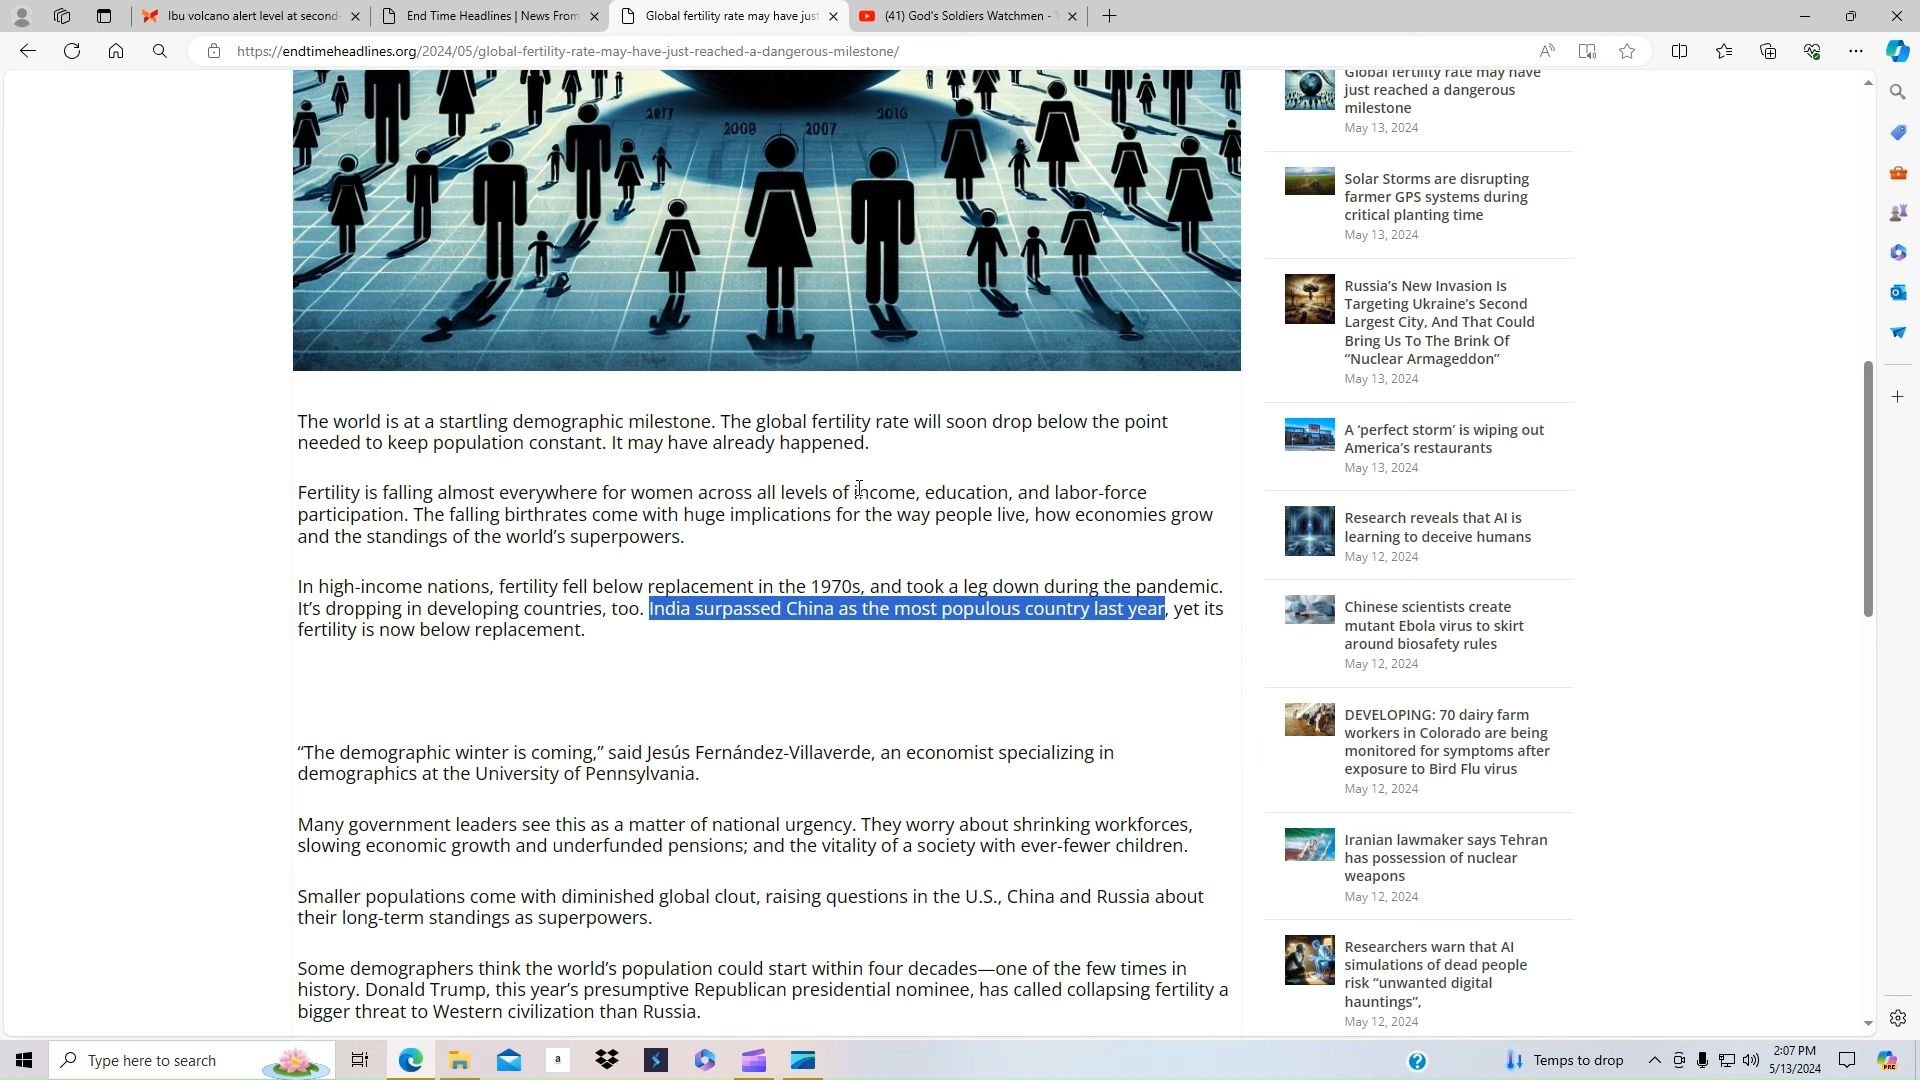 Ibu volcano alert level at second-
End Time Headlines | News From
Global fertility rate may have just
(41) God's Soldiers Watchmen - Y
https://endtimeheadlines.org/2024/05/global-fertility-rate-may-have-just-reached-a-dangerous-milestone/
2017
2009
2007
2016
The world is at a startling demographic milestone. The global fertility rate will soon drop below the point
needed to keep population constant. It may have already happened.
Fertility is falling almost everywhere for women across all levels of income, education, and labor-force
participation. The falling birthrates come with huge implications for the way people live, how economies grow
and the standings of the world’s superpowers.
In high-income nations, fertility fell below replacement in the 1970s, and took a leg down during the pandemic.
It’s dropping in developing countries, too. India surpassed China as the most populous country last year, yet its
fertility is now below replacement.
“The demographic winter is coming,” said Jesús Fernández-Villaverde, an economist specializing in
demographics at the University of Pennsylvania.
Many government leaders see this as a matter of national urgency. They worry about shrinking workforces,
slowing economic growth and underfunded pensions; and the vitality of a society with ever-fewer children.
Smaller populations come with diminished global clout, raising questions in the U.S., China and Russia about
their long-term standings as superpowers.
Some demographers think the world’s population could start within four decades—one of the few times in
history. Donald Trump, this year’s presumptive Republican presidential nominee, has called collapsing fertility a
bigger threat to Western civilization than Russia.
Global fertility rate may have
just reached a dangerous
milestone
May 13, 2024
Solar Storms are disrupting
farmer GPS systems during
critical planting time
May 13, 2024
Russia’s New Invasion Is
Targeting Ukraine’s Second
Largest City, And That Could
Bring Us To The Brink Of
“Nuclear Armageddon”
May 13, 2024
A ‘perfect storm’ is wiping out
America’s restaurants
May 13, 2024
Research reveals that AI is
learning to deceive humans
May 12, 2024
Chinese scientists create
mutant Ebola virus to skirt
around biosafety rules
May 12, 2024
DEVELOPING: 70 dairy farm
workers in Colorado are being
monitored for symptoms after
exposure to Bird Flu virus
May 12, 2024
Iranian lawmaker says Tehran
has possession of nuclear
weapons
May 12, 2024
Researchers warn that AI
simulations of dead people
risk “unwanted digital
hauntings”,
May 12, 2024
Type here to search
a
Temps to drop
2:07 PM
5/13/2024
PRE